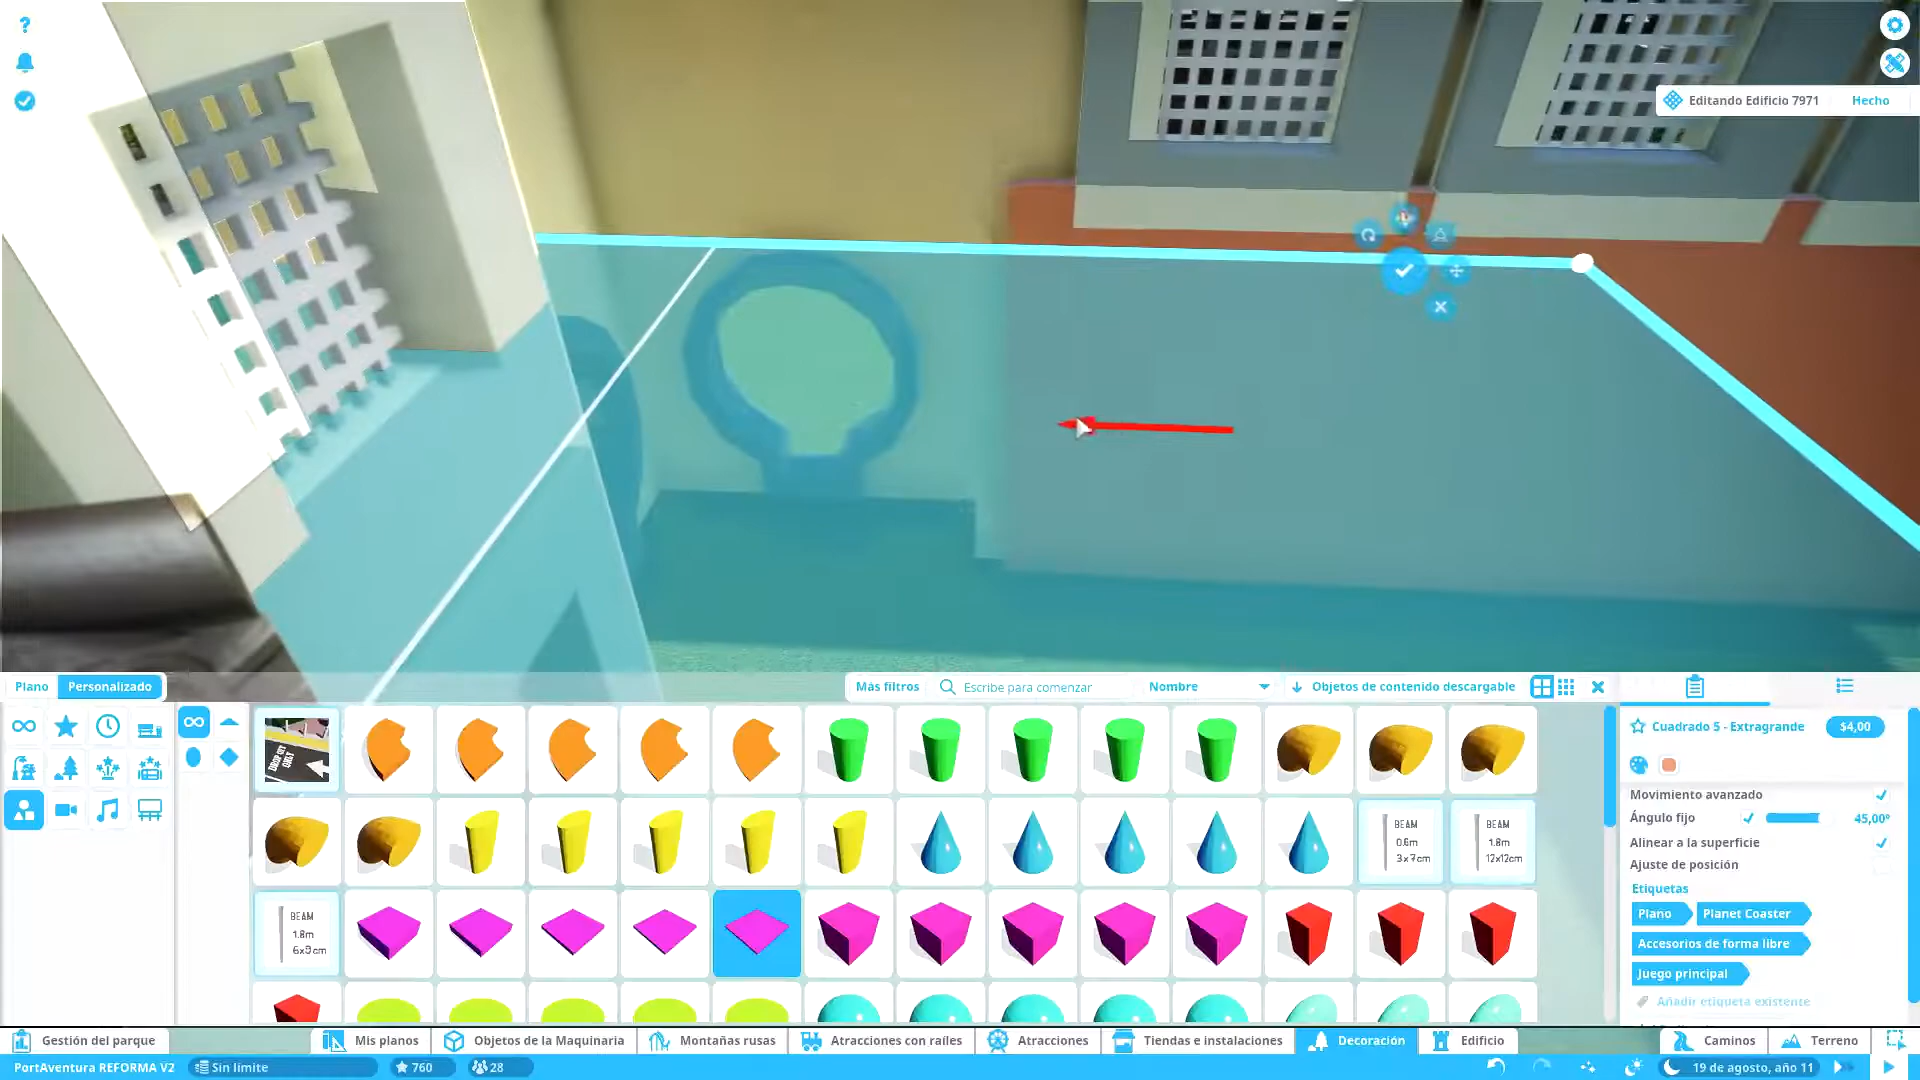 ?
Editando Edificio 7971 Hecho
Plano Personalizado Más filtros Escribe para comenzar Nombre Objetos de contenido descargable
Cuadrado 5 - Extragrande $4,00
DROP OFF
ONLY
Movimiento avanzado
Ángulo fijo 45,00°
Alinear a la superficie
Ajuste de posición
Etiquetas
BEAM
0.6m
3x7cm
BEAM
1.8m
12x12cm
BEAM
1.8m
6x9cm
Plano Planet Coaster
Accesorios de forma libre
Juego principal
Añadir etiqueta existente
Gestión del parque Mis planos Objetos de la Maquinaria Montañas rusas Atracciones con raíles Atracciones Tiendas e instalaciones Decoración Edificio Caminos Terreno
PortAventura REFORMA V2 Sin límite 760 28 19 de agosto, año 11